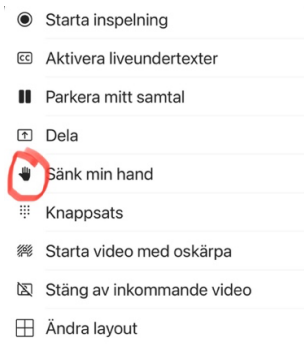 Starta inspelning
CC Aktivera liveundertexter
Parkera mitt samtal
Dela
Sänk min hand
Knappsats
Starta video med oskärpa
Stäng av inkommande video
Ändra layout